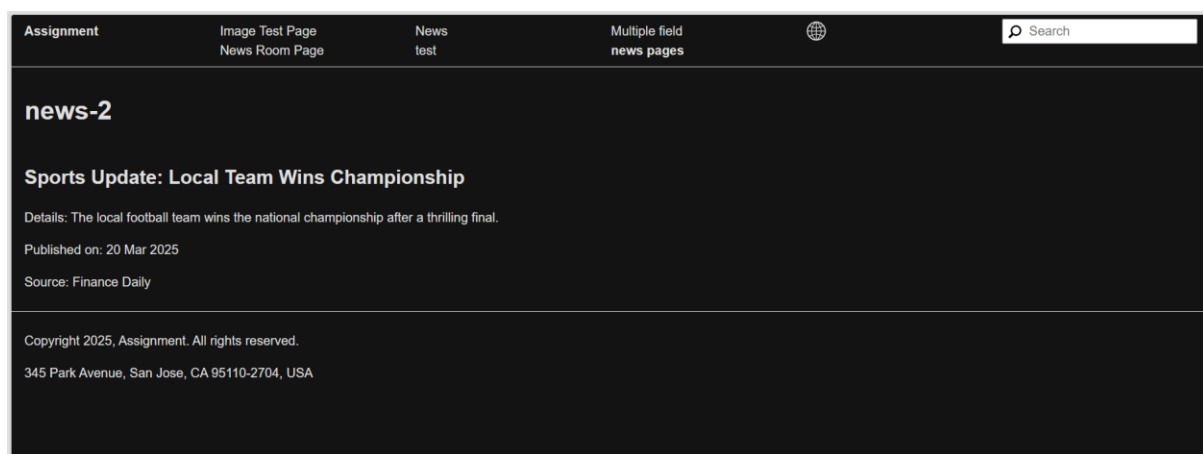 Assignment
Image Test Page
News
Multiple field
Search
News Room Page
test
news pages
news-2
Sports Update: Local Team Wins Championship
Details: The local football team wins the national championship after a thrilling final.
Published on: 20 Mar 2025
Source: Finance Daily
Copyright 2025, Assignment. All rights reserved.
345 Park Avenue, San Jose, CA 95110-2704, USA